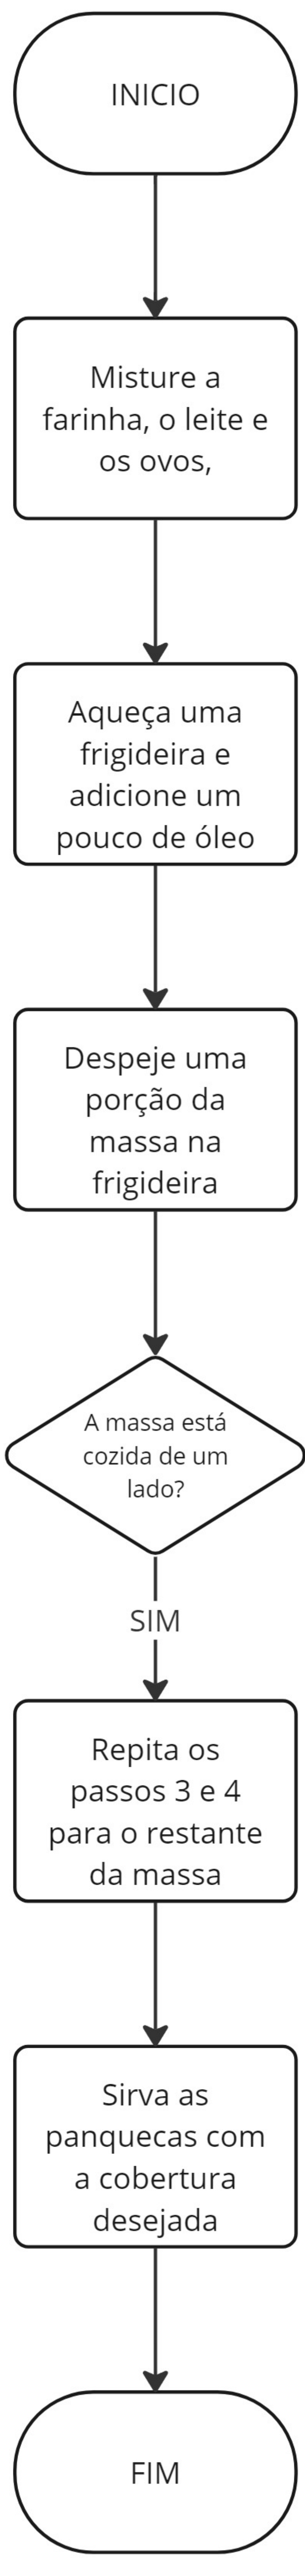 INICIO
Misture a
farinha, o leite e
os ovos,
Aqueça uma
frigideira e
adicione um
pouco de óleo
Despeje uma
porção da
massa na
frigideira
A massa está
cozida de um
lado?
SIM
Repita os
passos 3 e 4
para o restante
da massa
Sirva as
panquecas com
a cobertura
desejada
FIM